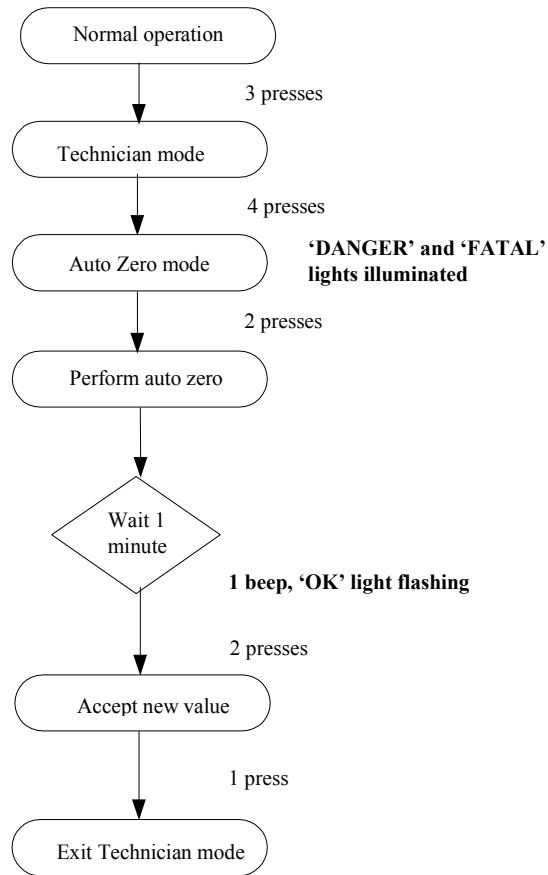 Normal operation
3 presses
Technician mode
4 presses
Auto Zero mode
‘DANGER’ and ‘FATAL’
lights illuminated
2 presses
Perform auto zero
Wait 1
minute
1 beep, ‘OK’ light flashing
2 presses
Accept new value
1 press
Exit Technician mode